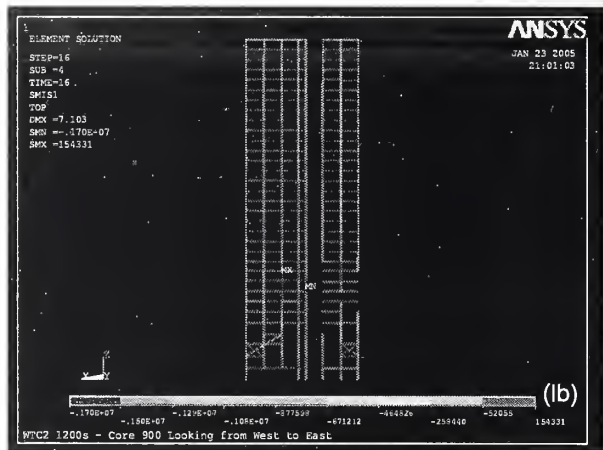 1
ANSYS
ELEMENT SOLUTION
JAN 23 2005
21:01:03
STEP=16
SUB =4
TIME=16
SMIS1
TOP
DMX =7.103
SMN =-.170E+07
SMX =154331
MX
MN
Z
X Y
(lb)
-.170E+07 -.129E+07 -877598 -464826 -52055
-.150E+07 -.108E+07 -671212 -259440 154331
WTC2 1200s - Core 900 Looking from West to East